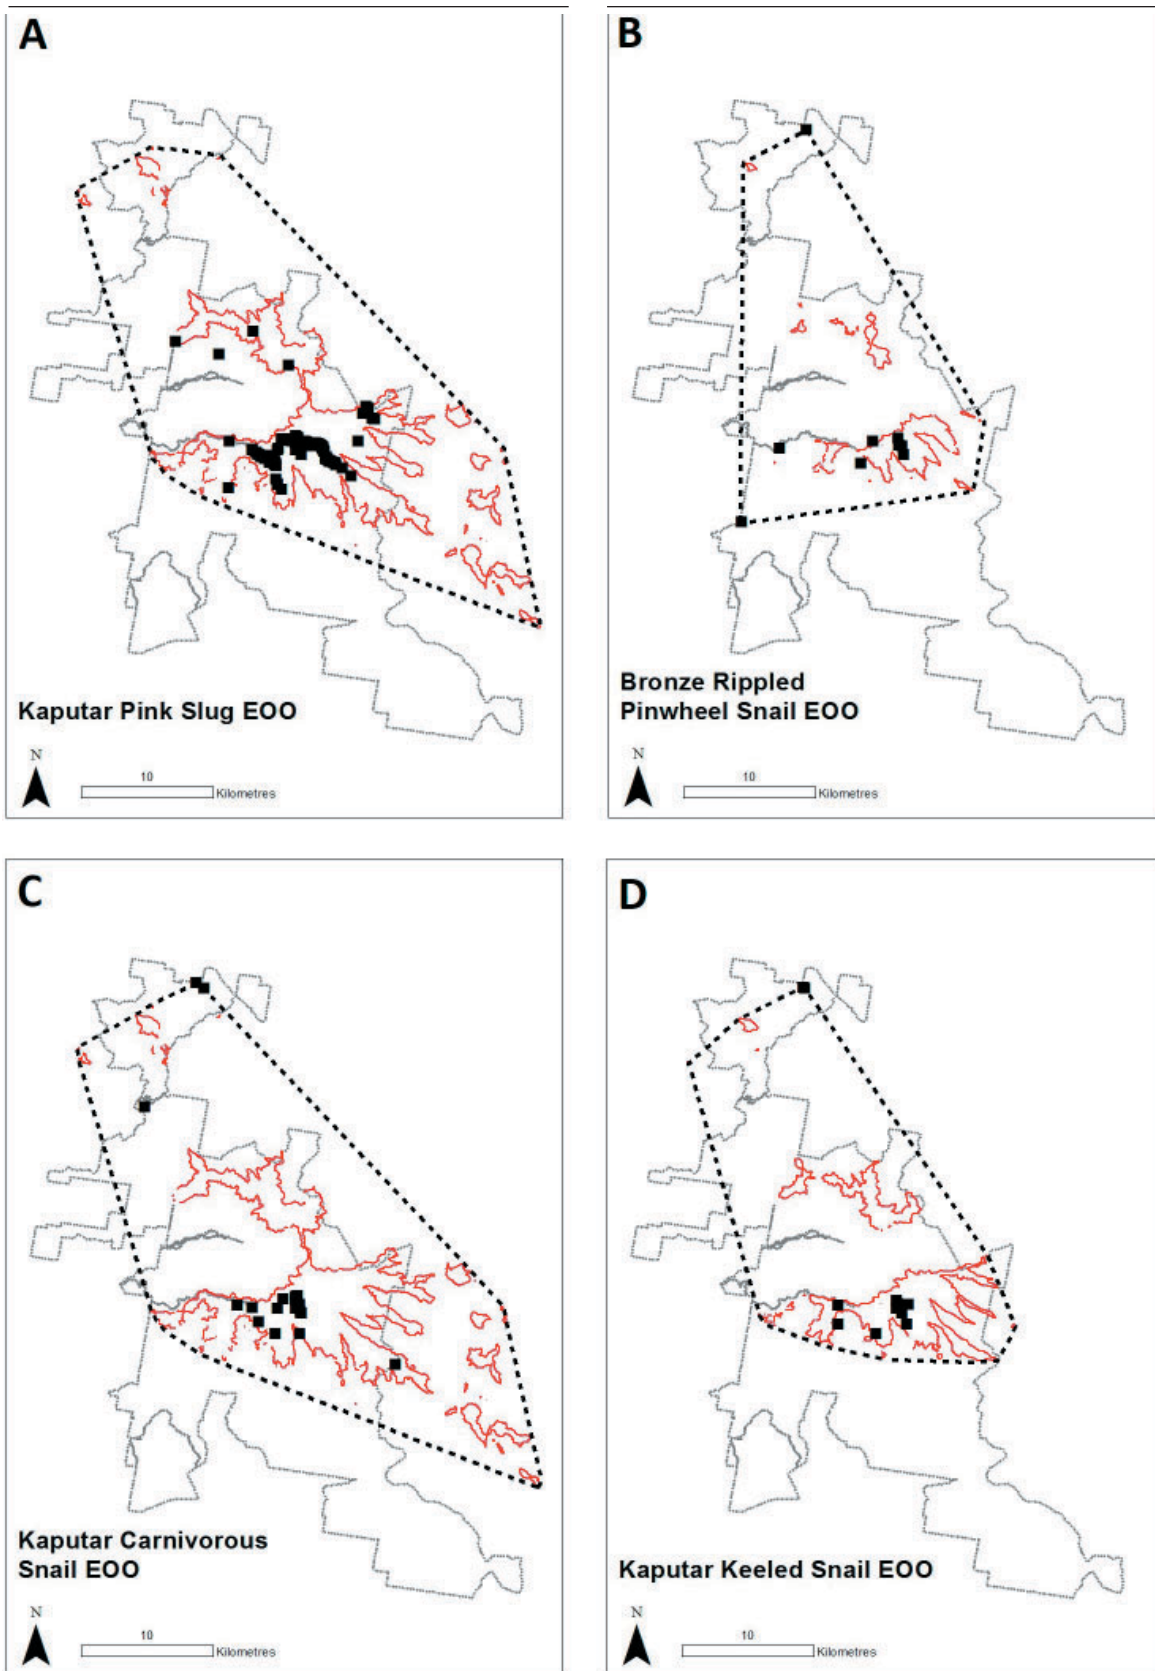 A
Kaputar Pink Slug EOO
N
10
Kilometres
B
Bronze Rippled
Pinwheel Snail EOO
N
10
Kilometres
C
Kaputar Carnivorous
Snail EOO
N
10
Kilometres
D
Kaputar Keeled Snail EOO
N
10
Kilometres